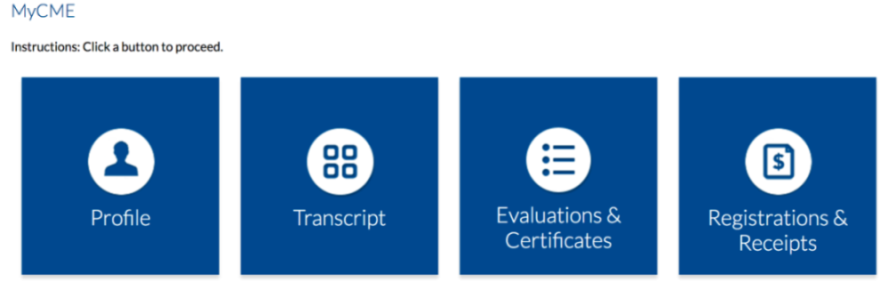 MyCME
Instructions: Click a button to proceed.
Profile
Transcript
Evaluations &
Certificates
Registrations &
Receipts